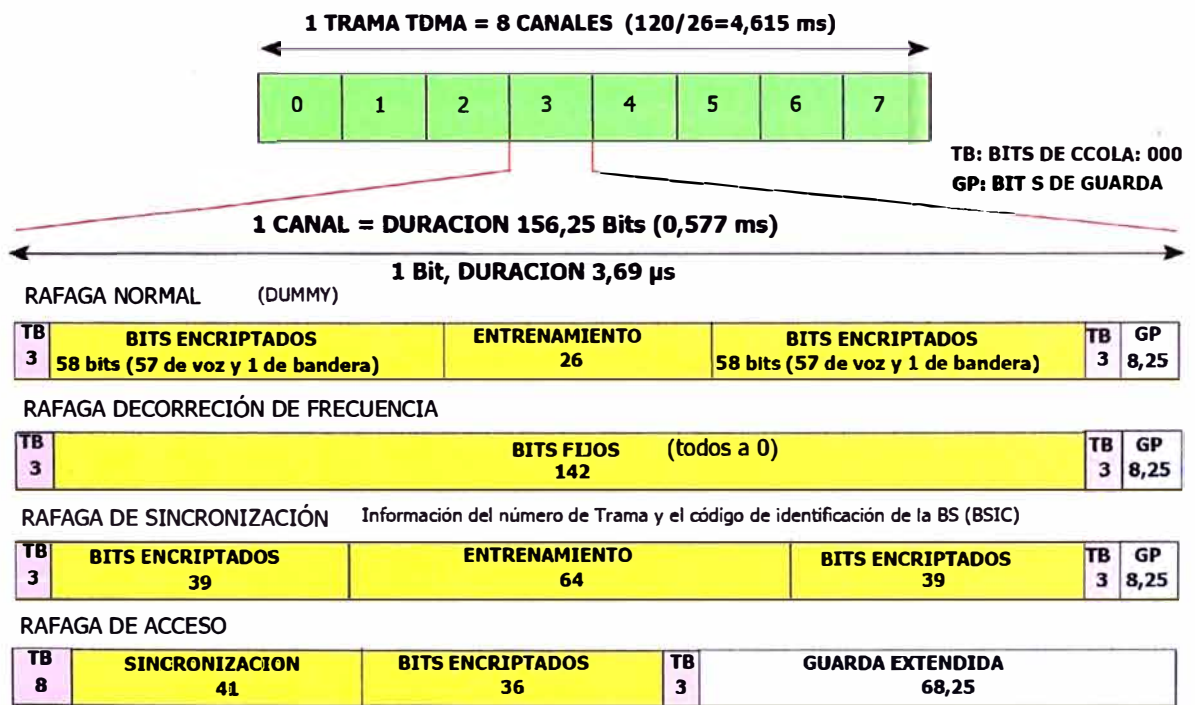 1 TRAMA TDMA = 8 CANALES (120/26=4,615 ms)
0 1 2 3 4 5 6 7
TB: BITS DE CCOLA: 000
GP: BIT S DE GUARDA
1 CANAL = DURACION 156,25 Bits (0,577 ms)
1 Bit, DURACION 3,69 µs
RAFAGA NORMAL (DUMMY)
TB BITS ENCRIPTADOS ENTRENAMIENTO BITS ENCRIPTADOS TB GP
3 58 bits (57 de voz y 1 de bandera) 26 58 bits (57 de voz y 1 de bandera) 3 8,25
RAFAGA DECORRECIÓN DE FRECUENCIA
TB BITS FIJOS (todos a 0) TB GP
3 142 3 8,25
RAFAGA DE SINCRONIZACIÓN Información del número de Trama y el código de identificación de la BS (BSIC)
TB BITS ENCRIPTADOS ENTRENAMIENTO BITS ENCRIPTADOS TB GP
3 39 64 39 3 8,25
RAFAGA DE ACCESO
TB SINCRONIZACION BITS ENCRIPTADOS TB GUARDA EXTENDIDA
8 41 36 3 68,25